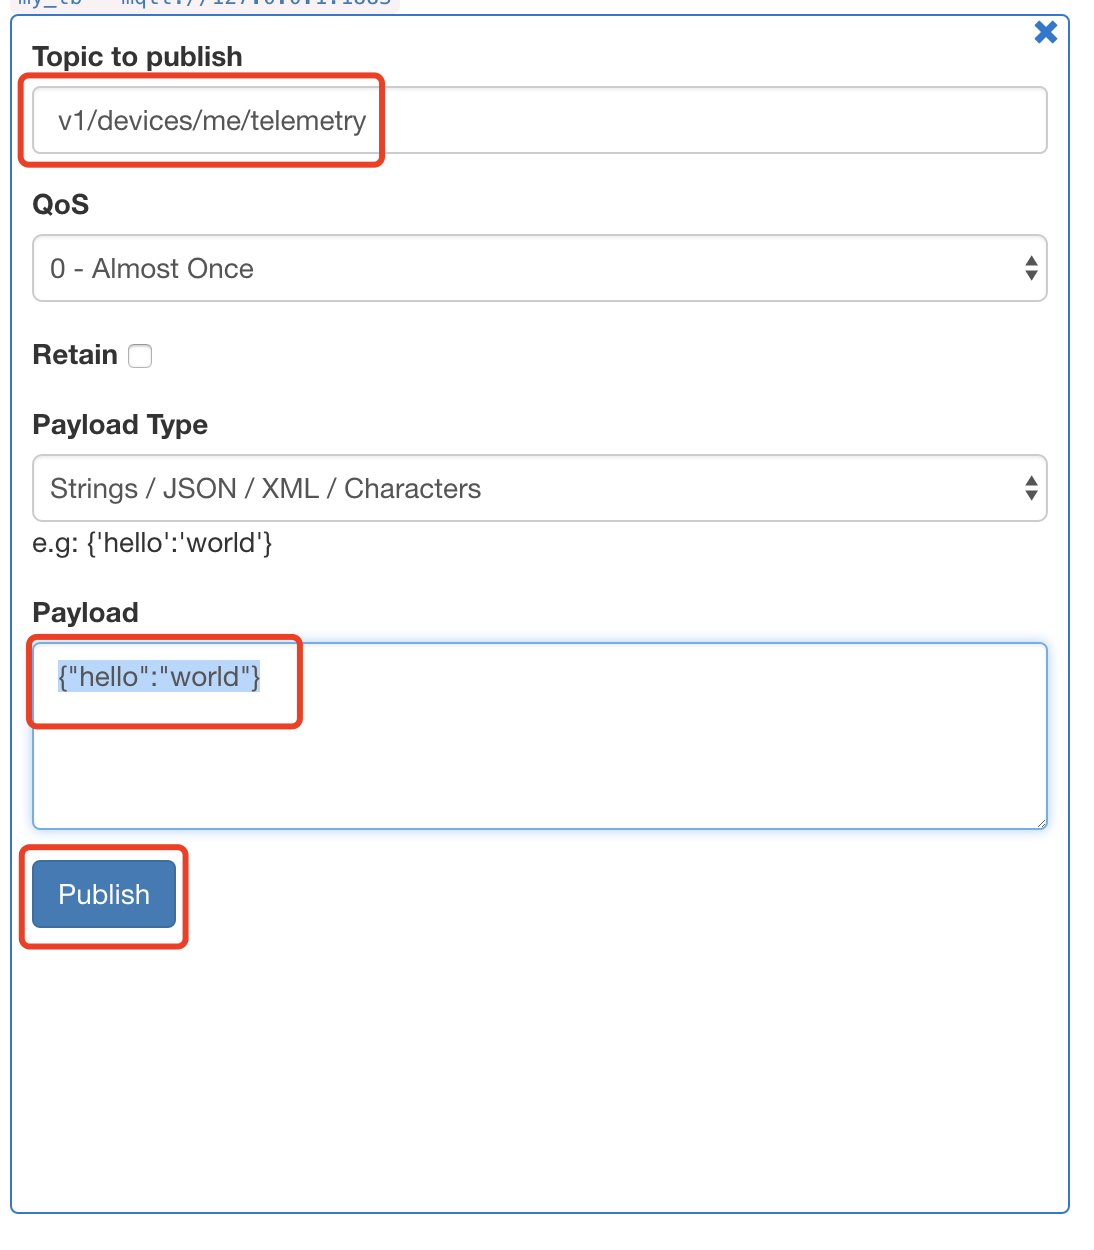 Topic to publish
v1/devices/me/telemetry
QoS
0 - Almost Once
Retain
Payload Type
Strings / JSON / XML / Characters
e.g: {'hello':'world'}
Payload
{"hello":"world"}
Publish